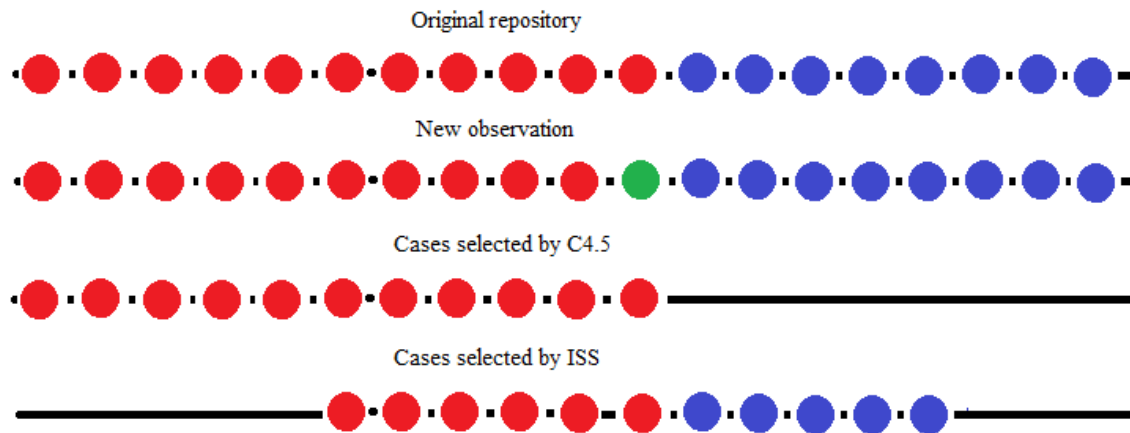 Original repository
New observation
Cases selected by C4.5
Cases selected by ISS